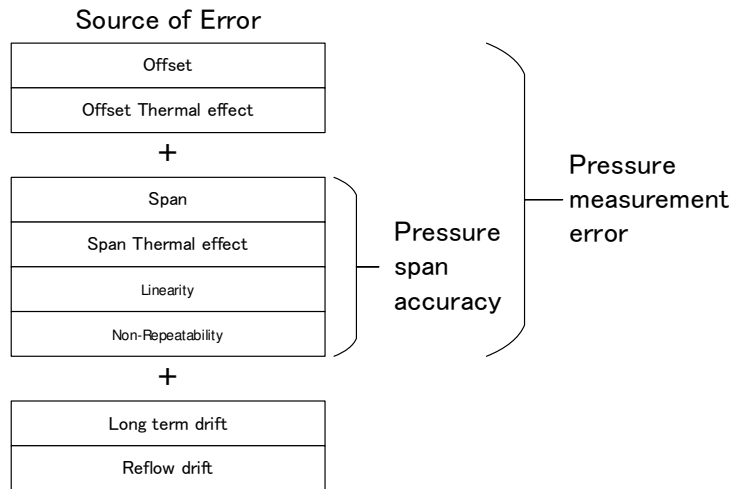 Source of Error
Offset
Offset Thermal effect
+
Span
Span Thermal effect
Linearity
Non-Repeatability
+
Long term drift
Reflow drift
Pressure
span
accuracy
Pressure
measurement
error